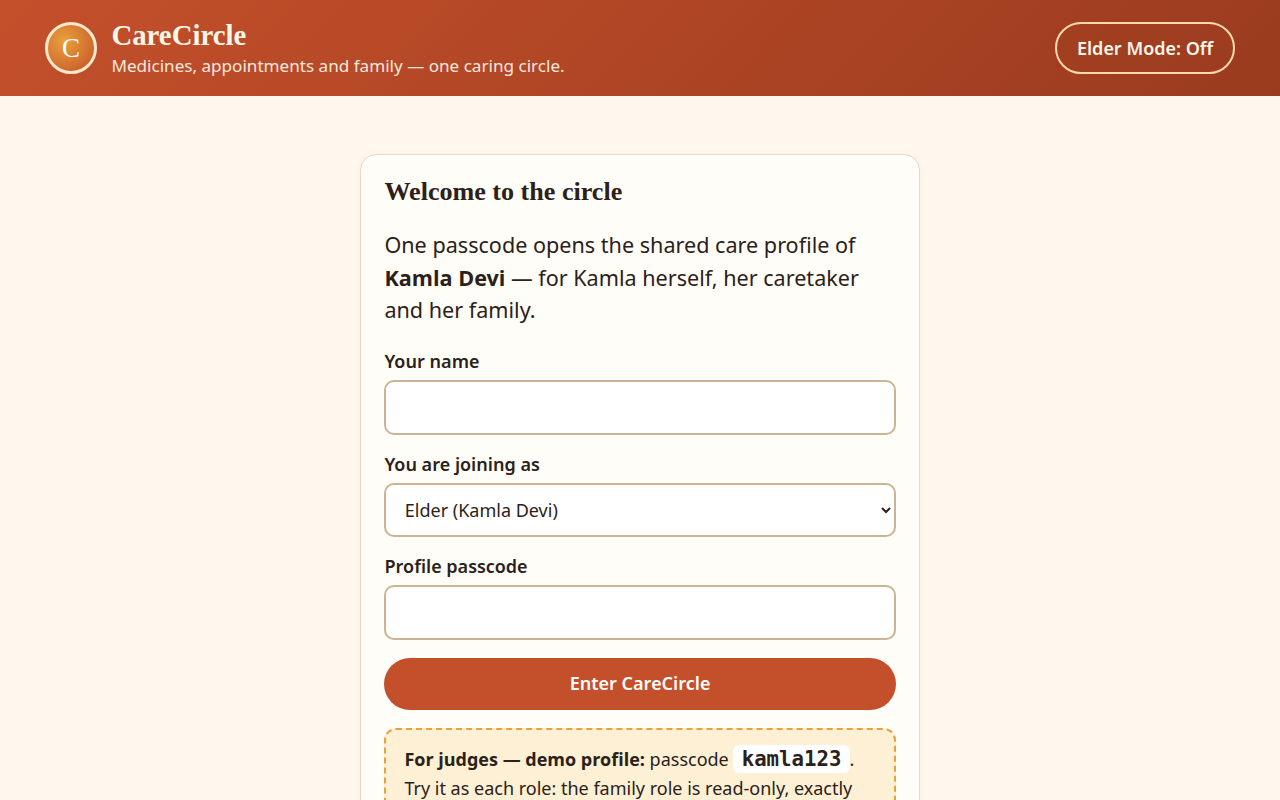 C
CareCircle
Medicines, appointments and family — one caring circle.
Elder Mode: Off
Welcome to the circle
One passcode opens the shared care profile of
Kamla Devi — for Kamla herself, her caretaker
and her family.
Your name
You are joining as
Elder (Kamla Devi)
Profile passcode
Enter CareCircle
For judges — demo profile: passcode kamla123 .
Try it as each role: the family role is read-only, exactly